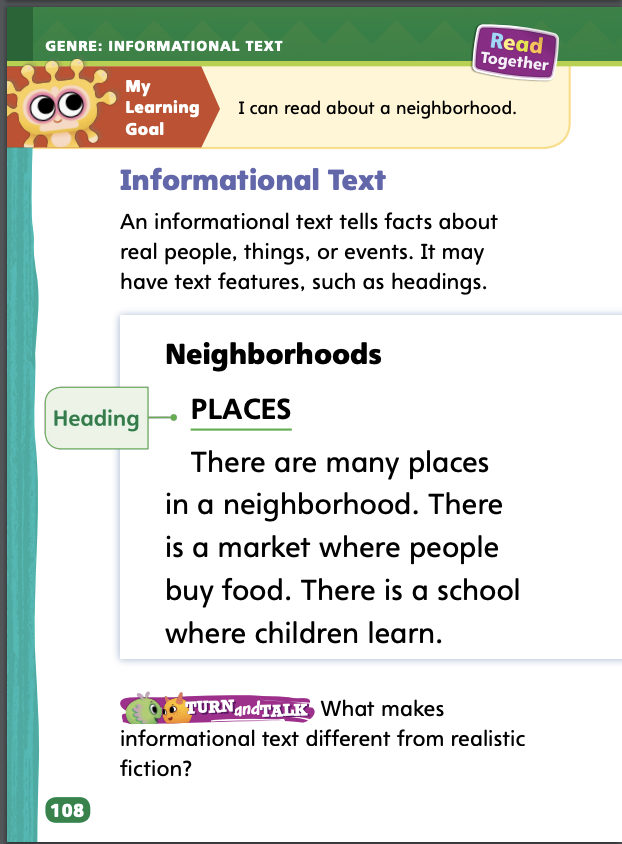 GENRE: INFORMATIONAL TEXT
Read
Together
My
Learning
Goal
I can read about a neighborhood.
Informational Text
An informational text tells facts about
real people, things, or events. It may
have text features, such as headings.
Neighborhoods
Heading
PLACES
There are many places
in a neighborhood. There
is a market where people
buy food. There is a school
where children learn.
TURN and TALK What makes
informational text different from realistic
fiction?
108